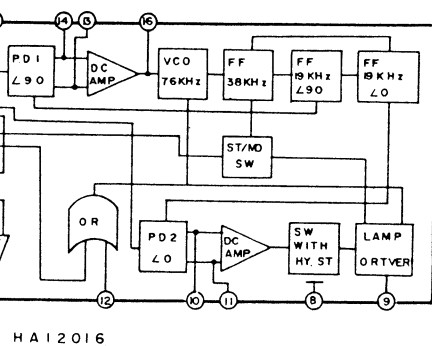 14
13
16
PD1
∠90
DC
AMP
VCO
76KHz
FF
38KHz
FF
19KHz
∠90
FF
19KHz
∠0
ST/MO
SW
OR
PD2
∠0
DC
AMP
SW
WITH
HY. ST
LAMP
DRTVER
12
10
11
8
9
HA12016